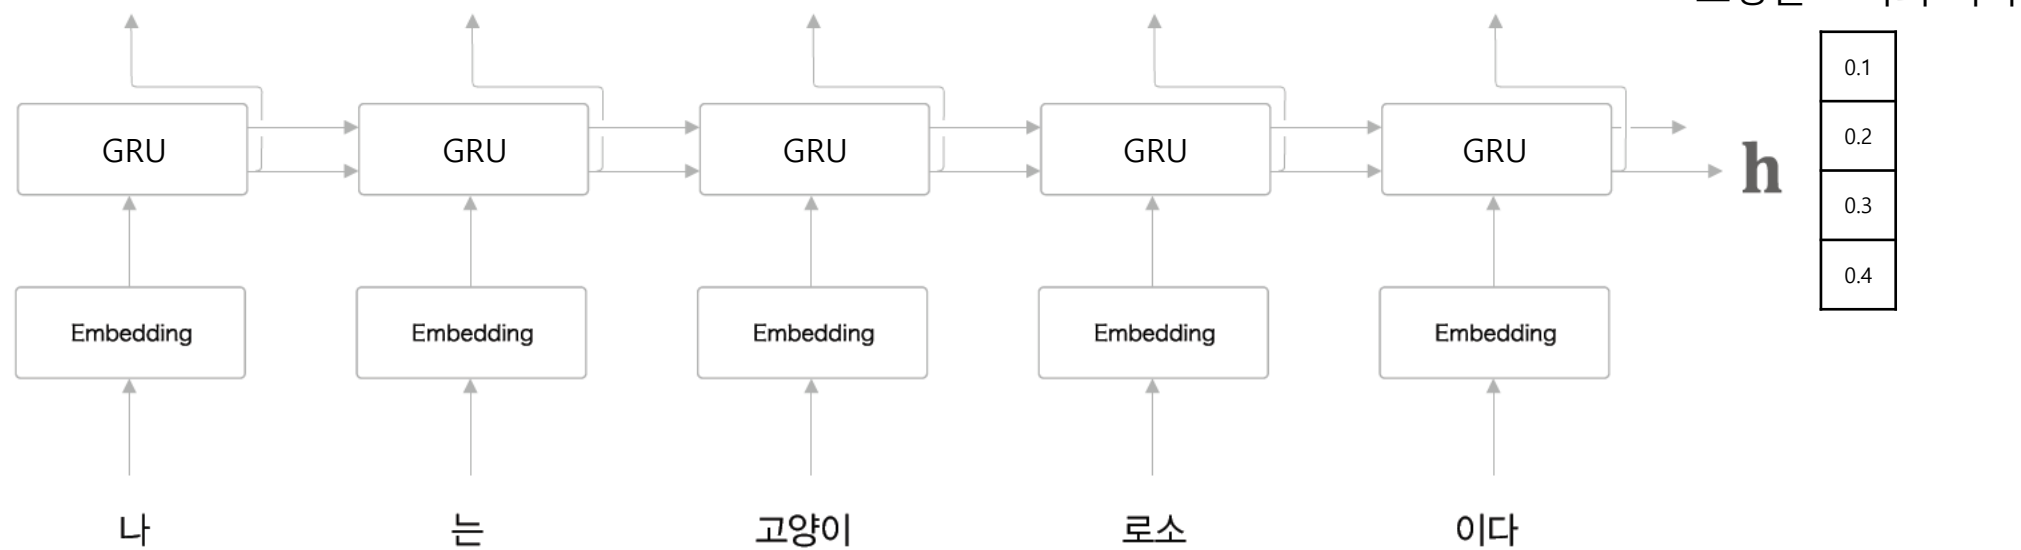 GRU GRU GRU GRU GRU
h
0.1
0.2
0.3
0.4
Embedding Embedding Embedding Embedding Embedding
나 는 고양이 로소 이다